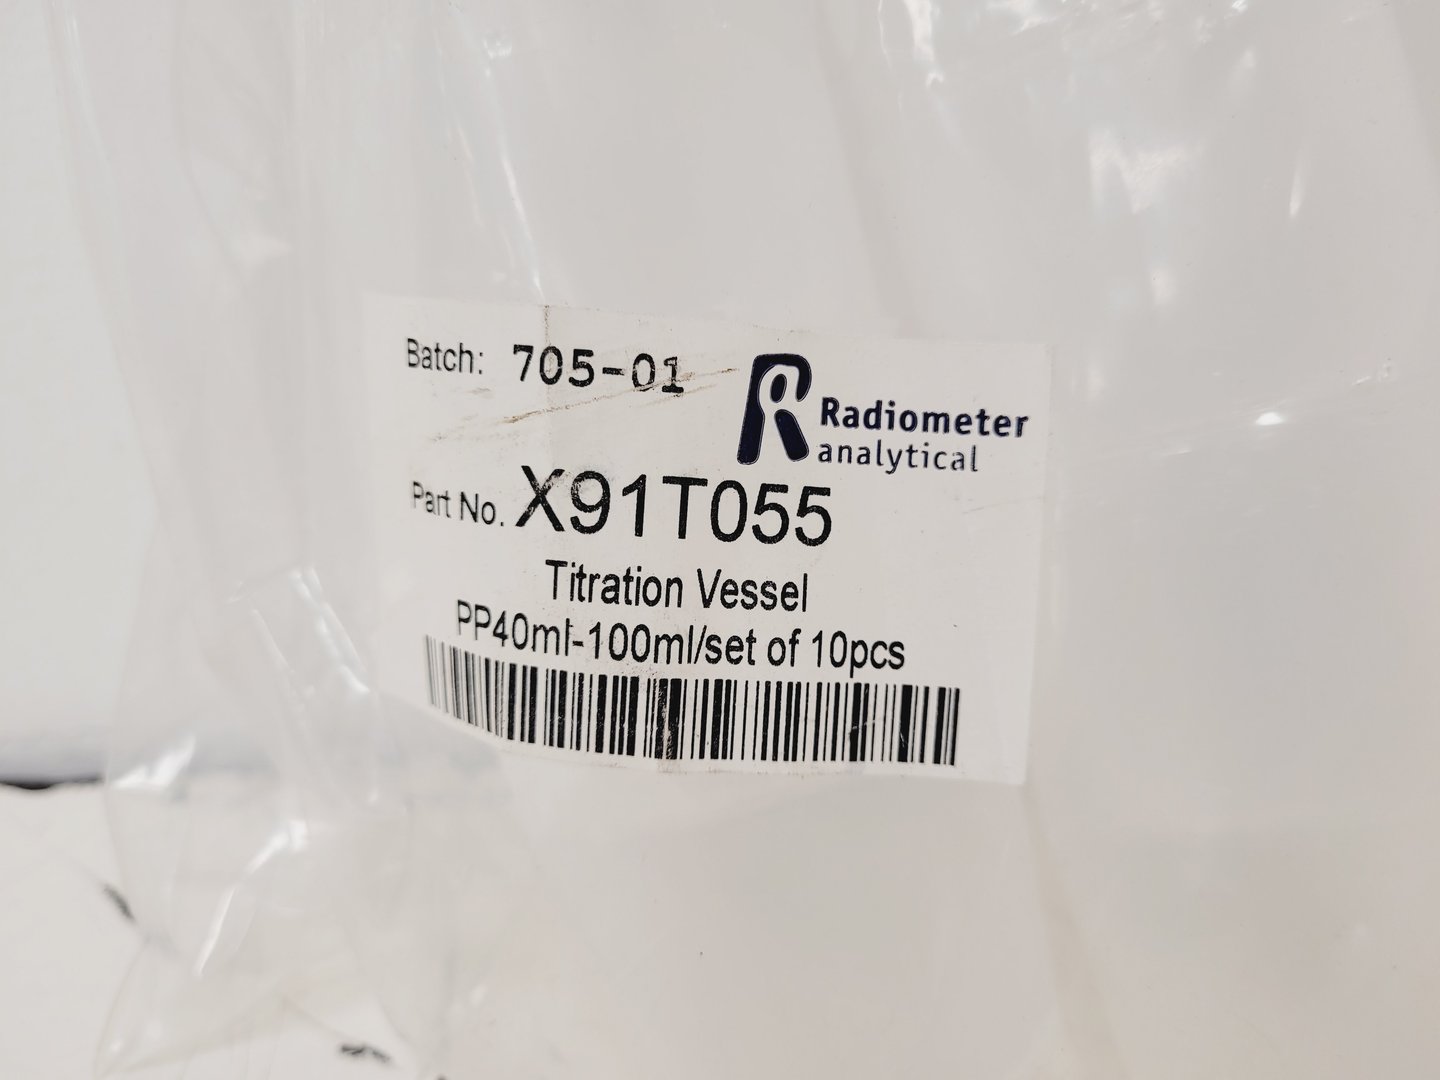 Batch: 705-01
Radiometer
analytical
Part No. X91T055
Titration Vessel
PP40ml-100ml/set of 10pcs